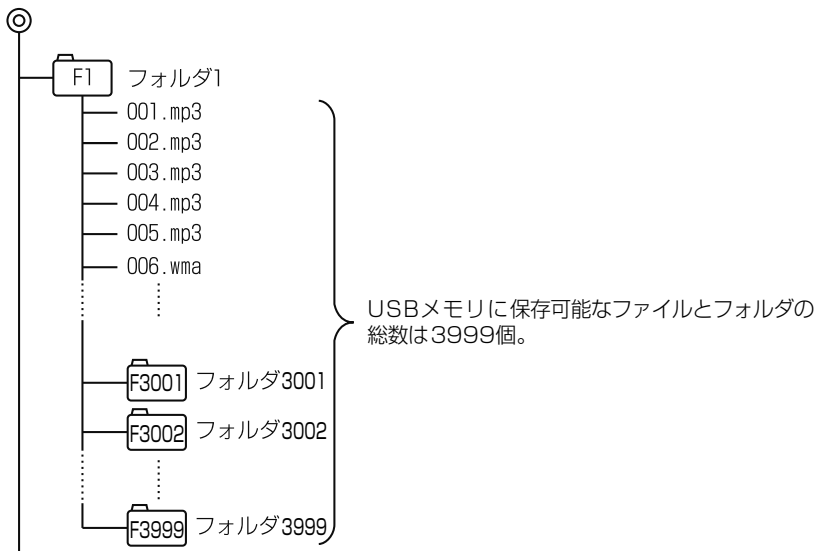 F1 フォルダ1
001.mp3
002.mp3
003.mp3
004.mp3
005.mp3
006.wma
USBメモリに保存可能なファイルとフォルダの
総数は3999個。
F3001 フォルダ3001
F3002 フォルダ3002
F3999 フォルダ3999